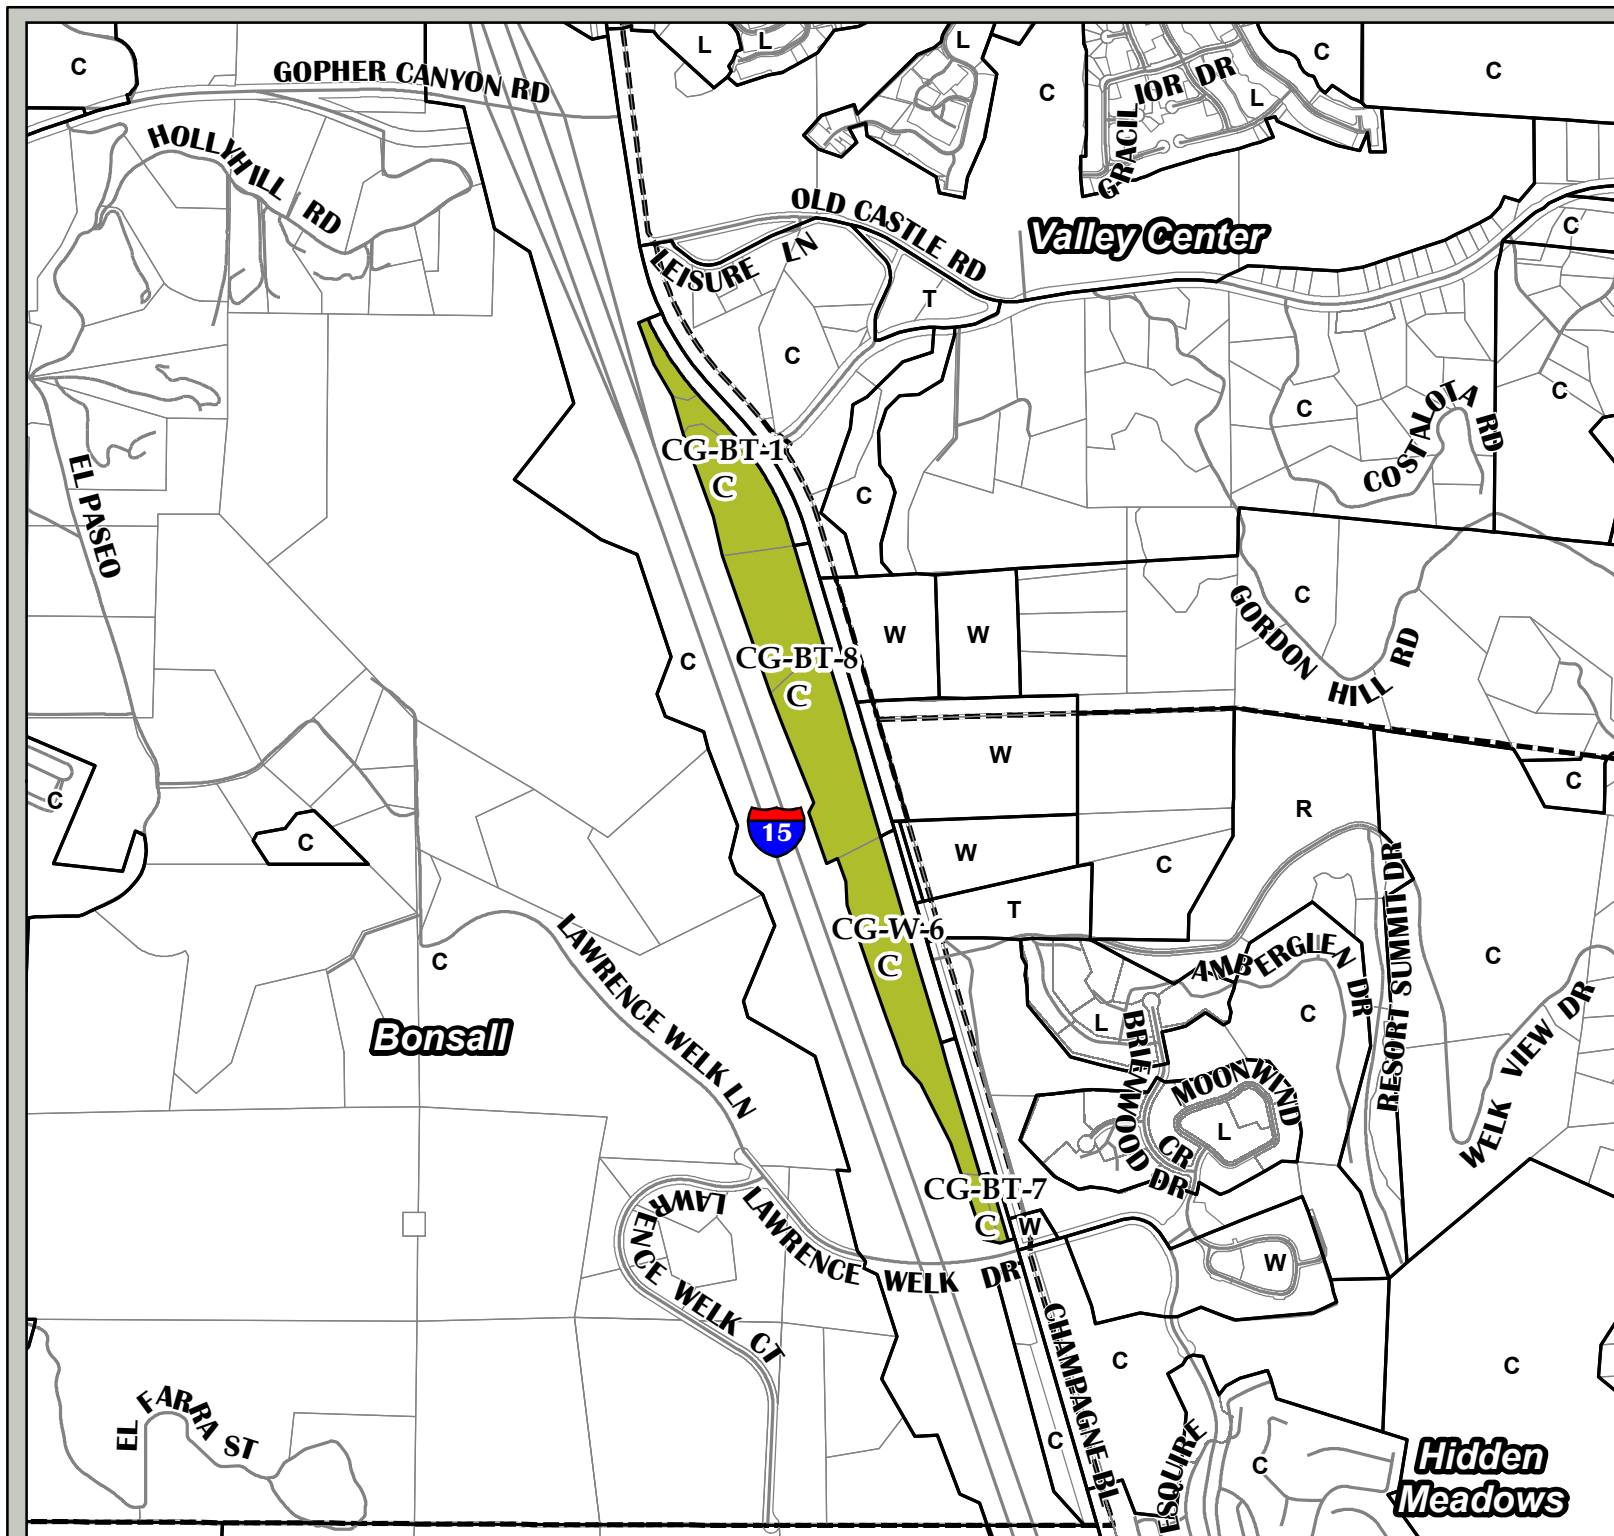 C
L
L
L
C
C
C
GOPHER CANYON RD
GRACILIOR DR
L
HOLLYHILL RD
OLD CASTLE RD
Valley Center
C
LEISURE LN
T
C
C
C
COSTALOTA RD
CG-BT-1
C
C
EL PASEO
C
GORDON HILL RD
W
W
C
CG-BT-8
C
W
C
C
R
15
C
W
C
T
CG-W-6
C
LAWRENCE WELK LN
C
AMBERGLEN DR
RESORT SUMMIT DR
C
WELK VIEW DR
Bonsall
L
BRIENWOOD DR
C
MOONWIND CR
L
CG-BT-7
C
W
LAWRENCE WELK CT
LAWRENCE WELK DR
W
CHAMPAGNE BL
C
C
EL FARRA ST
C
ESQUIRE
C
Hidden
Meadows